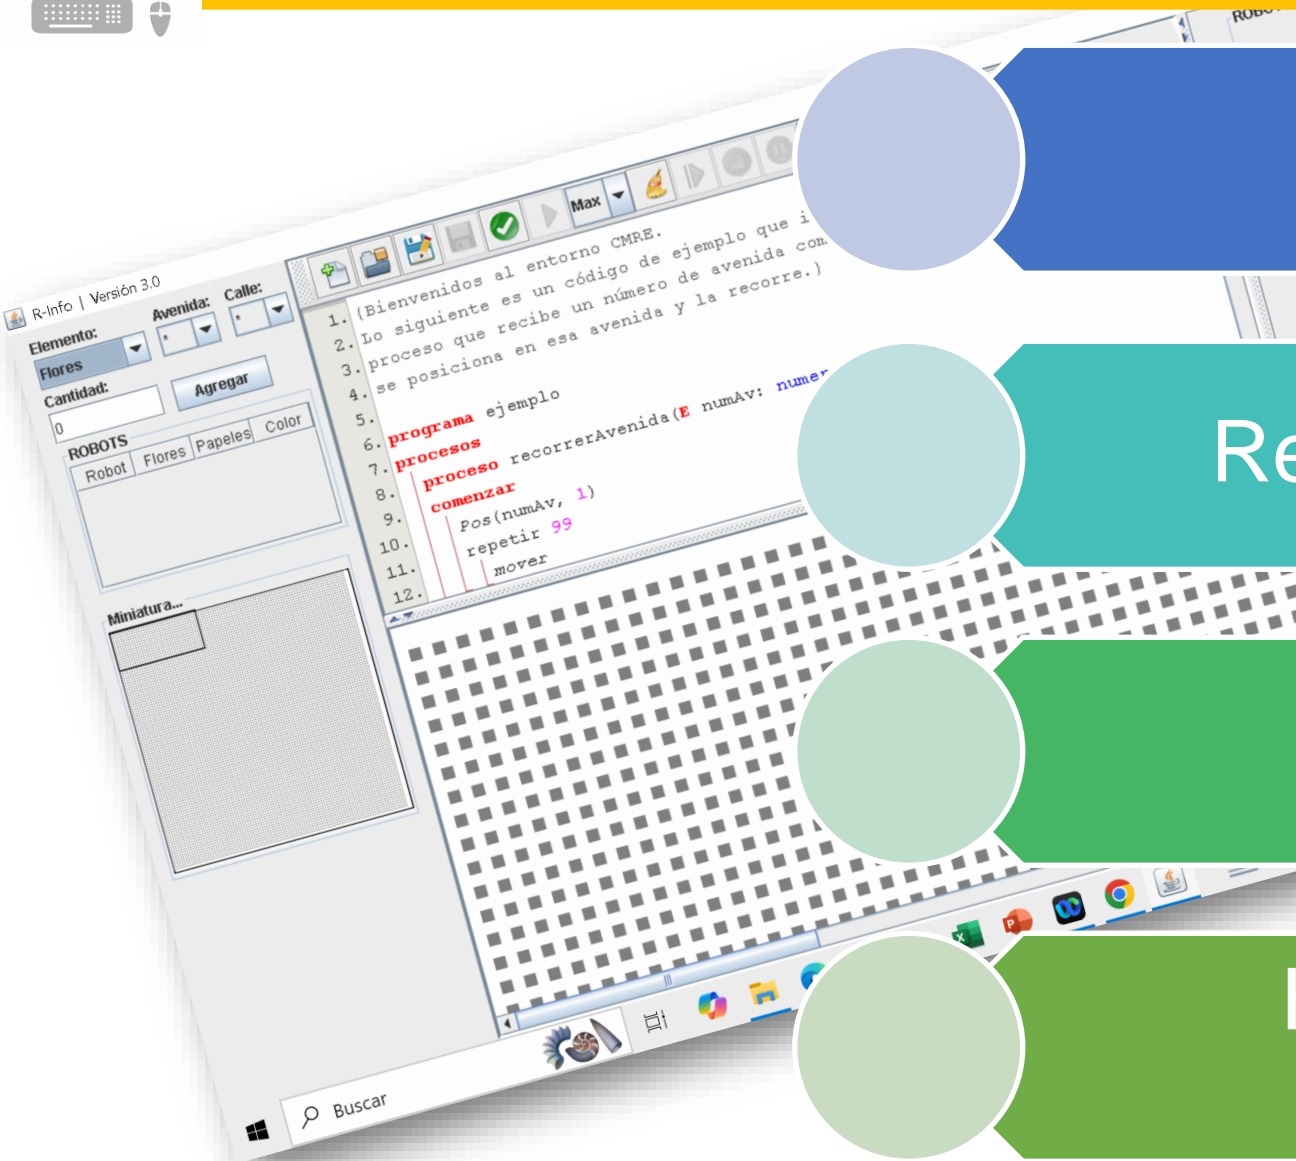 R-Info | Versión 3.0
Elemento:
Avenida:
Calle:
Flores
*
*
Cantidad:
0
Agregar
ROBOTS
Robot Flores Papeles Color
Miniatura...
Max
1. {Bienvenidos al entorno CMRE.
2. Lo siguiente es un código de ejemplo que
3. proceso que recibe un número de avenida
4. se posiciona en esa avenida y la recorre.}
5.
6. programa ejemplo
7. procesos
8. proceso recorrerAvenida(E numAv:
9. comenzar
10. Pos(numAv, 1)
11. repetir 99
12. mover
Buscar